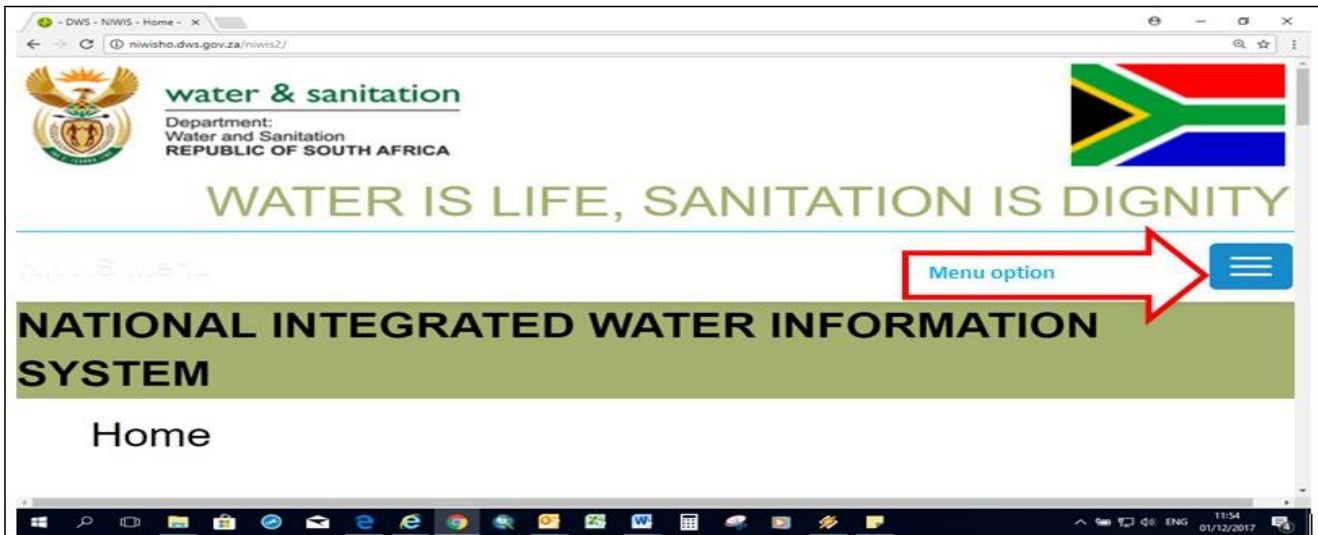 - DWS - NIWIS - Home -
niwisho.dws.gov.za/niwis2/
water & sanitation
Department:
Water and Sanitation
REPUBLIC OF SOUTH AFRICA
WATER IS LIFE, SANITATION IS DIGNITY
NIWIS Menu
Menu option
NATIONAL INTEGRATED WATER INFORMATION
SYSTEM
Home
ENG
11:54
01/12/2017